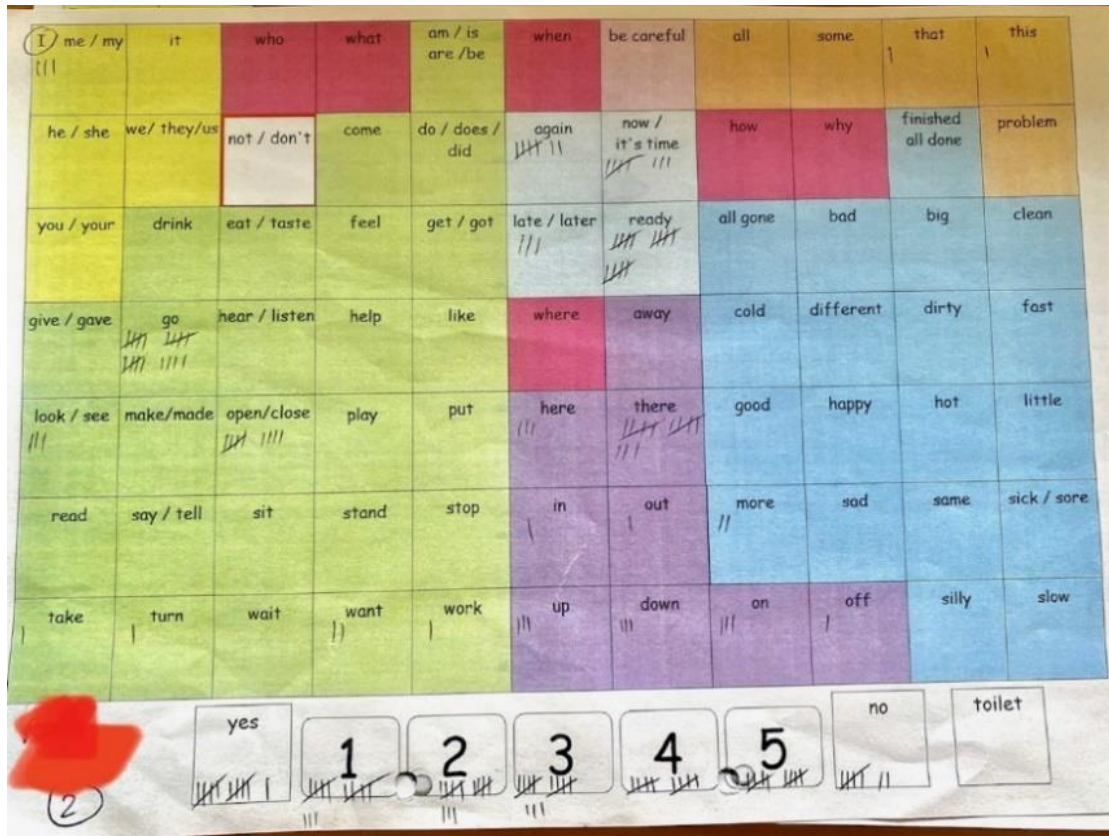 I me / my it who what am / is when be careful all some that this
are /be
he / she we/ they/us not / don't come do / does / again now / how why finished problem
did it's time all done
you / your drink eat / taste feel get / got late / later ready all gone bad big clean
give / gave go hear / listen help like where away cold different dirty fast
look / see make/made open/close play put here there good happy hot little
read say / tell sit stand stop in out more sad same sick / sore
take turn wait want work up down on off silly slow
yes 1 2 3 4 5 no toilet
2